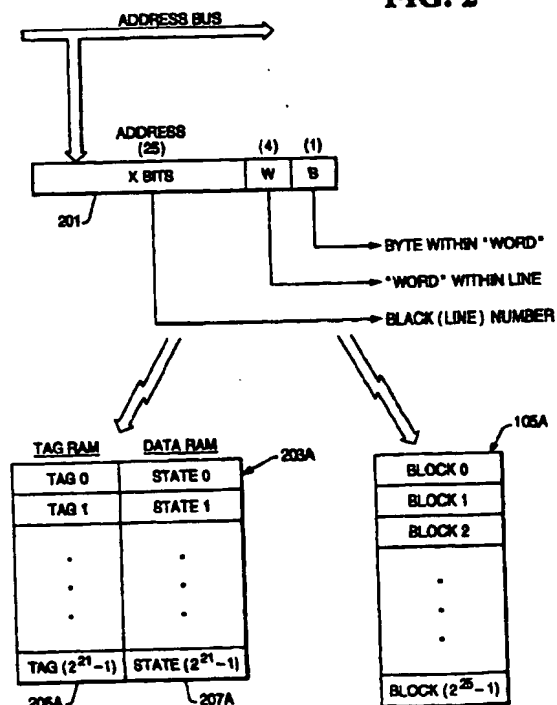 FIG. 2
ADDRESS BUS
ADDRESS
(25) (4) (1)
X BITS W B
201
BYTE WITHIN "WORD"
"WORD" WITHIN LINE
BLACK (LINE) NUMBER
TAG RAM DATA RAM
203A
105A
TAG 0 STATE 0
TAG 1 STATE 1
TAG (2²¹-1) STATE (2²¹-1)
205A 207A
BLOCK 0
BLOCK 1
BLOCK 2
BLOCK (2²⁵-1)